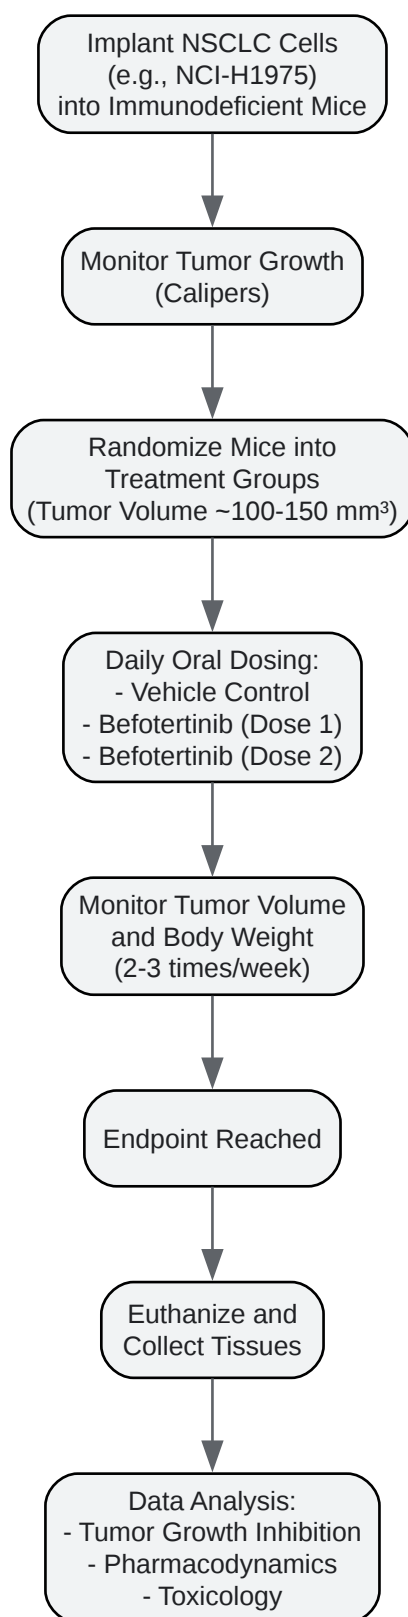 Implant NSCLC Cells
(e.g., NCI-H1975)
into Immunodeficient Mice
Monitor Tumor Growth
(Calipers)
Randomize Mice into
Treatment Groups
(Tumor Volume ~100-150 mm³)
Daily Oral Dosing:
- Vehicle Control
- Befotertinib (Dose 1)
- Befotertinib (Dose 2)
Monitor Tumor Volume
and Body Weight
(2-3 times/week)
Endpoint Reached
Euthanize and
Collect Tissues
Data Analysis:
- Tumor Growth Inhibition
- Pharmacodynamics
- Toxicology